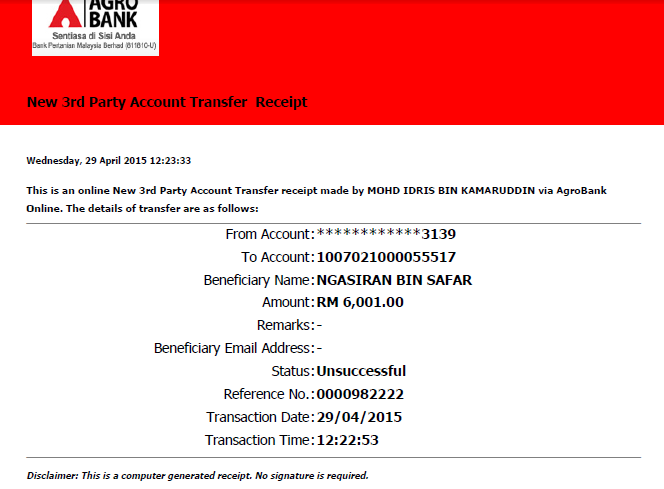 AGRO
BANK
Sentiasa di Sisi Anda
Bank Pertanian Malaysia Berhad (811810-U)
New 3rd Party Account Transfer Receipt
Wednesday, 29 April 2015 12:23:33
This is an online New 3rd Party Account Transfer receipt made by MOHD IDRIS BIN KAMARUDDIN via AgroBank
Online. The details of transfer are as follows:
From Account:************3139
To Account:1007021000055517
Beneficiary Name:NGASIRAN BIN SAFAR
Amount:RM 6,001.00
Remarks:-
Beneficiary Email Address:-
Status:Unsuccessful
Reference No.:0000982222
Transaction Date:29/04/2015
Transaction Time:12:22:53
Disclaimer: This is a computer generated receipt. No signature is required.